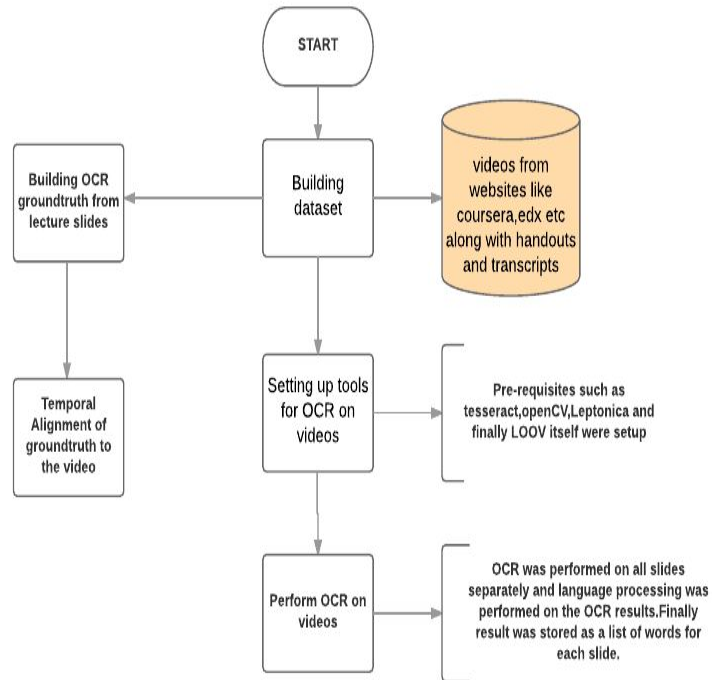 START
Building OCR
groundtruth from
lecture slides
Building
dataset
videos from
websites like
coursera,edx etc
along with handouts
and transcripts
Temporal
Alignment of
groundtruth to
the video
Setting up tools
for OCR on
videos
Pre-requisites such as
tesseract,openCV,Leptonica and
finally LOOV itself were setup
Perform OCR on
videos
OCR was performed on all slides
separately and language processing was
performed on the OCR results.Finally
result was stored as a list of words for
each slide.